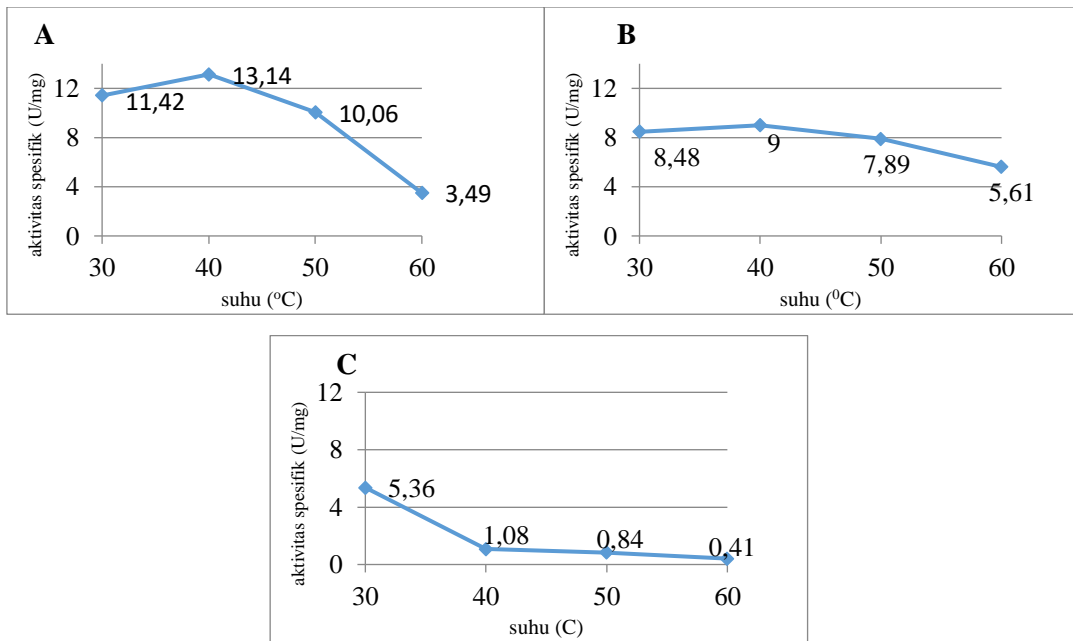 A
aktivitas spesifik (U/mg)
12
8
4
0
11,42
13,14
10,06
3,49
30 40 50 60
suhu (°C)
B
aktivitas spesifik (U/mg)
12
8
4
0
8,48
9
7,89
5,61
30 40 50 60
suhu (⁰C)
C
aktivitas spesifik (U/mg)
12
8
4
0
5,36
1,08
0,84
0,41
30 40 50 60
suhu (C)